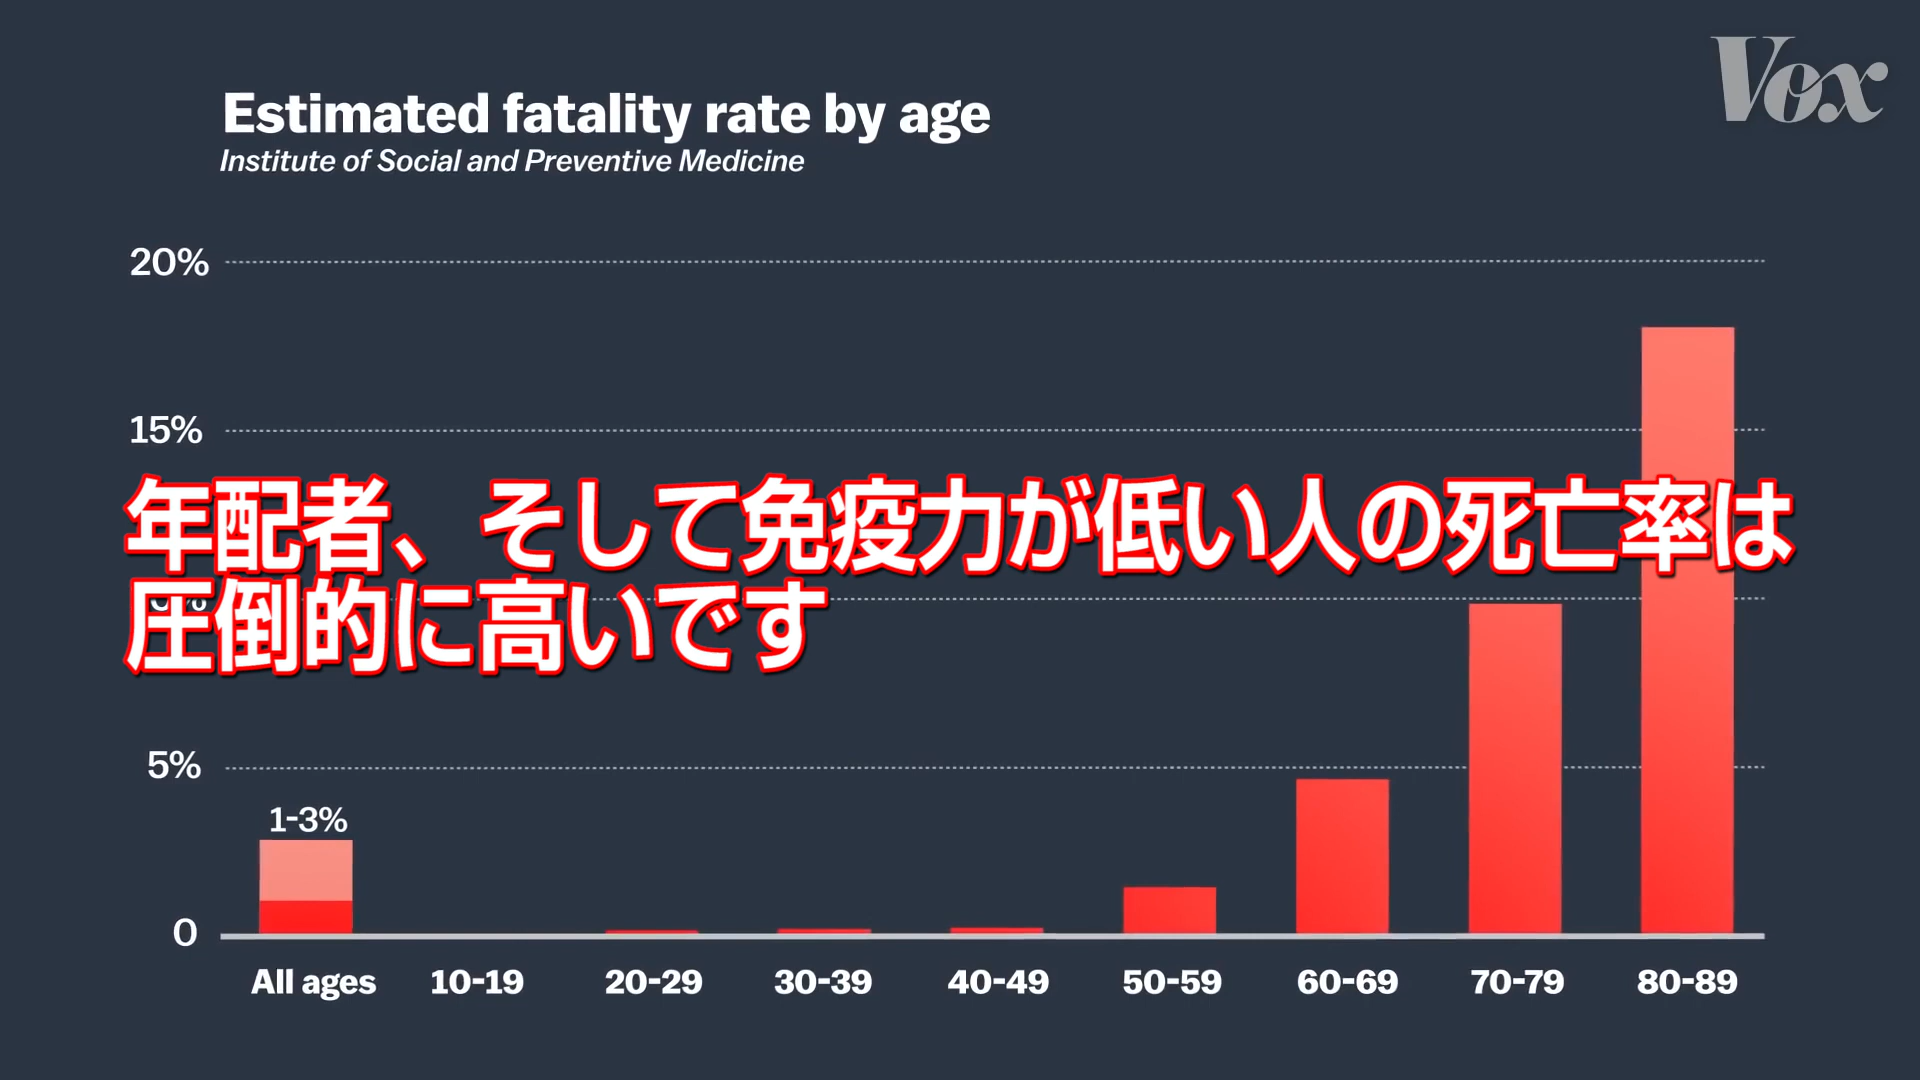 Vox
Estimated fatality rate by age
Institute of Social and Preventive Medicine
20%
15%
年配者、そして免疫力が低い人の死亡率は
圧倒的に高いです
5%
1-3%
0
All ages 10-19 20-29 30-39 40-49 50-59 60-69 70-79 80-89